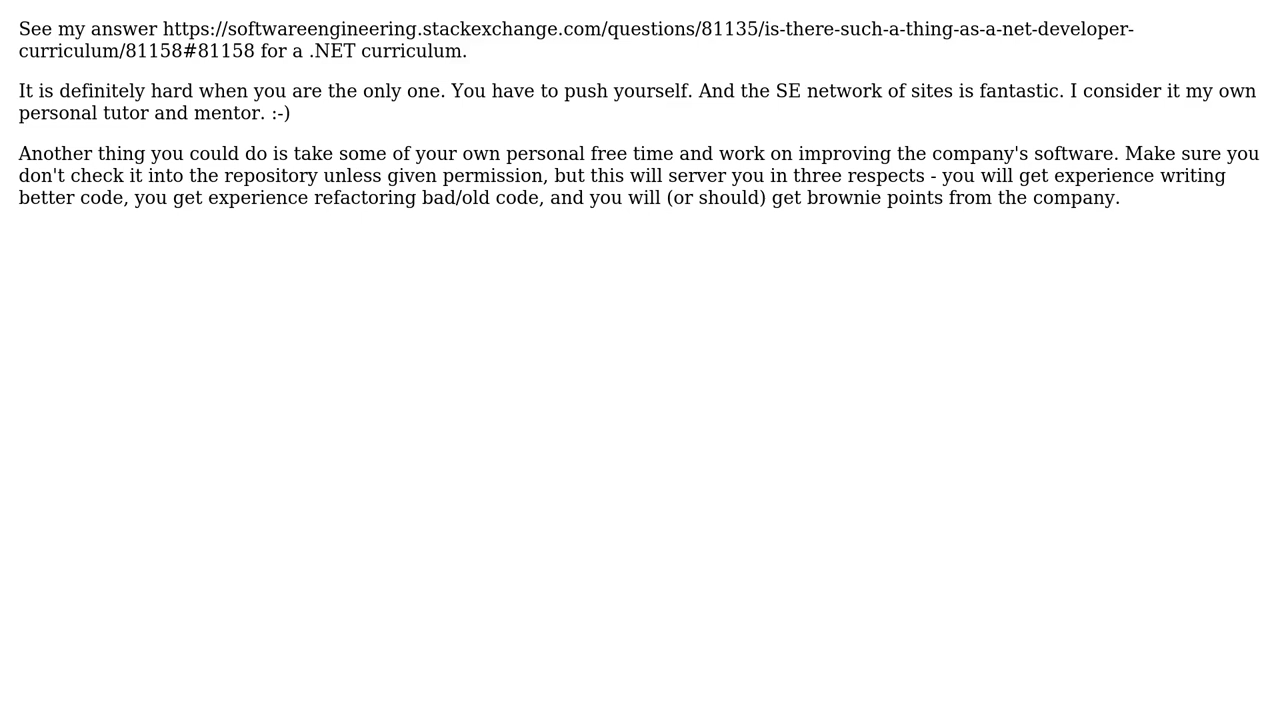 See my answer https://softwareengineering.stackexchange.com/questions/81135/is-there-such-a-thing-as-a-net-developer-
curriculum/81158#81158 for a .NET curriculum.
It is definitely hard when you are the only one. You have to push yourself. And the SE network of sites is fantastic. I consider it my own
personal tutor and mentor. :-)
Another thing you could do is take some of your own personal free time and work on improving the company's software. Make sure you
don't check it into the repository unless given permission, but this will server you in three respects - you will get experience writing
better code, you get experience refactoring bad/old code, and you will (or should) get brownie points from the company.